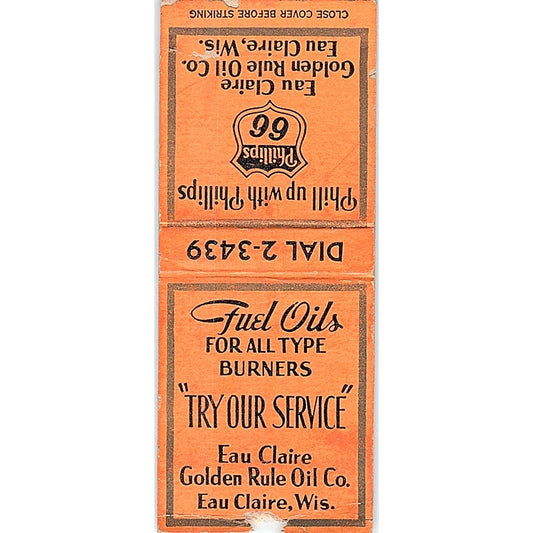 CLOSE COVER BEFORE STRIKING
Phill up with Phillips
Phillips
66
Eau Claire
Golden Rule Oil Co.
Eau Claire, Wis.
DIAL 2-3439
Fuel Oils
FOR ALL TYPE
BURNERS
"TRY OUR SERVICE"
Eau Claire
Golden Rule Oil Co.
Eau Claire, Wis.